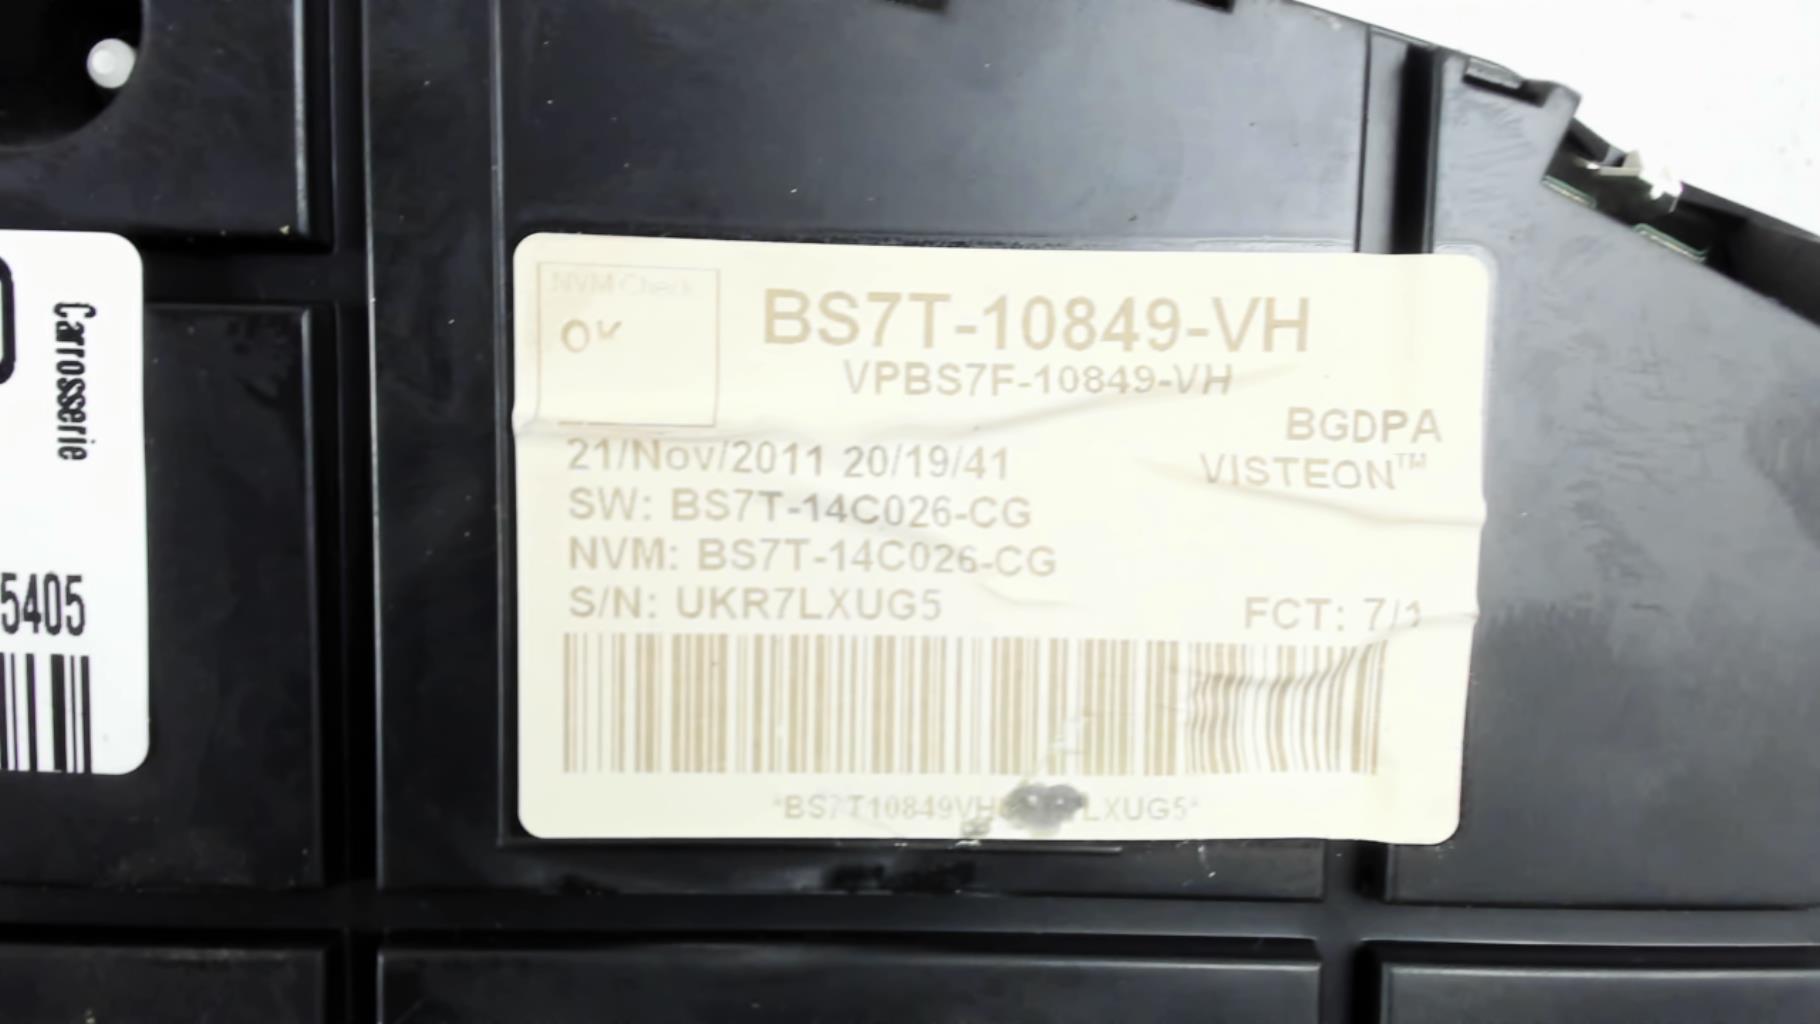 Carrosserie
5405
NVM Check
OK
BS7T-10849-VH
VPBS7F-10849-VH
BGDPA
VISTEON™
21/Nov/2011 20/19/41
SW: BS7T-14C026-CG
NVM: BS7T-14C026-CG
S/N: UKR7LXUG5
FCT: 7/1